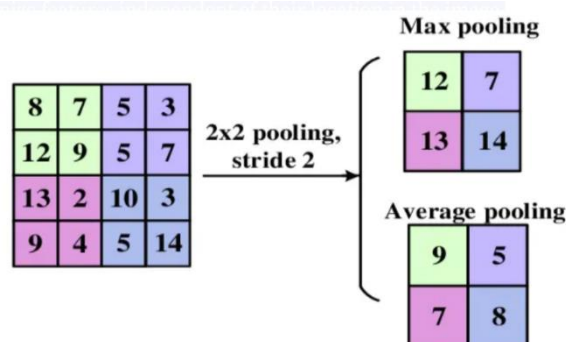 Max pooling
12 7
13 14
8 7 5 3
12 9 5 7
13 2 10 3
9 4 5 14
2x2 pooling,
stride 2
Average pooling
9 5
7 8